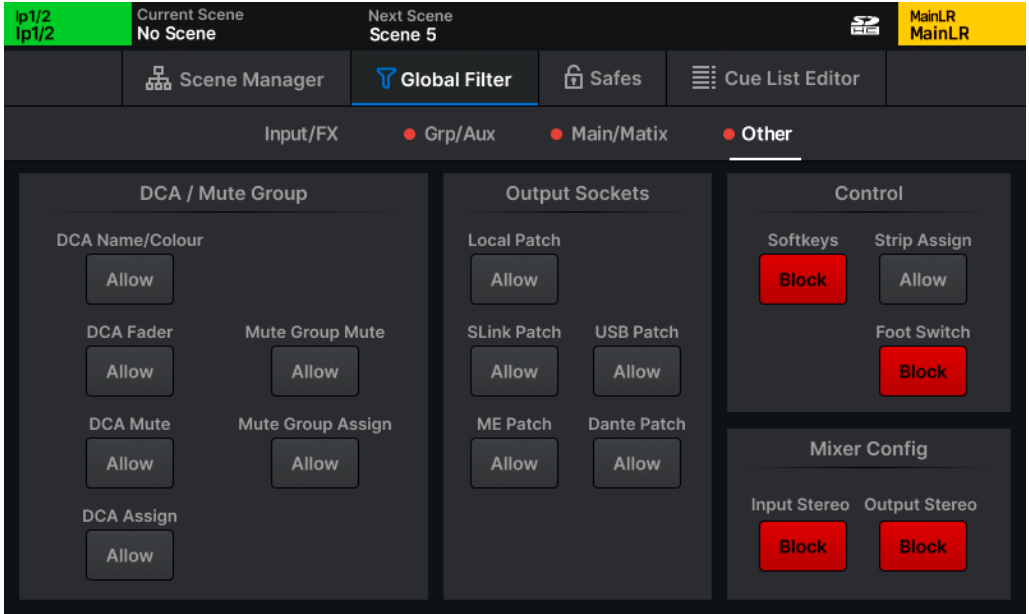 Ip1/2
Ip1/2
Current Scene
No Scene
Next Scene
Scene 5
MainLR
MainLR
Scene Manager
Global Filter
Safes
Cue List Editor
Input/FX
Grp/Aux
Main/Matix
Other
DCA / Mute Group
DCA Name/Colour
Allow
DCA Fader
Mute Group Mute
Allow
Allow
DCA Mute
Mute Group Assign
Allow
Allow
DCA Assign
Allow
Output Sockets
Local Patch
Allow
SLink Patch
USB Patch
Allow
Allow
ME Patch
Dante Patch
Allow
Allow
Control
Softkeys
Strip Assign
Block
Allow
Foot Switch
Block
Mixer Config
Input Stereo
Output Stereo
Block
Block